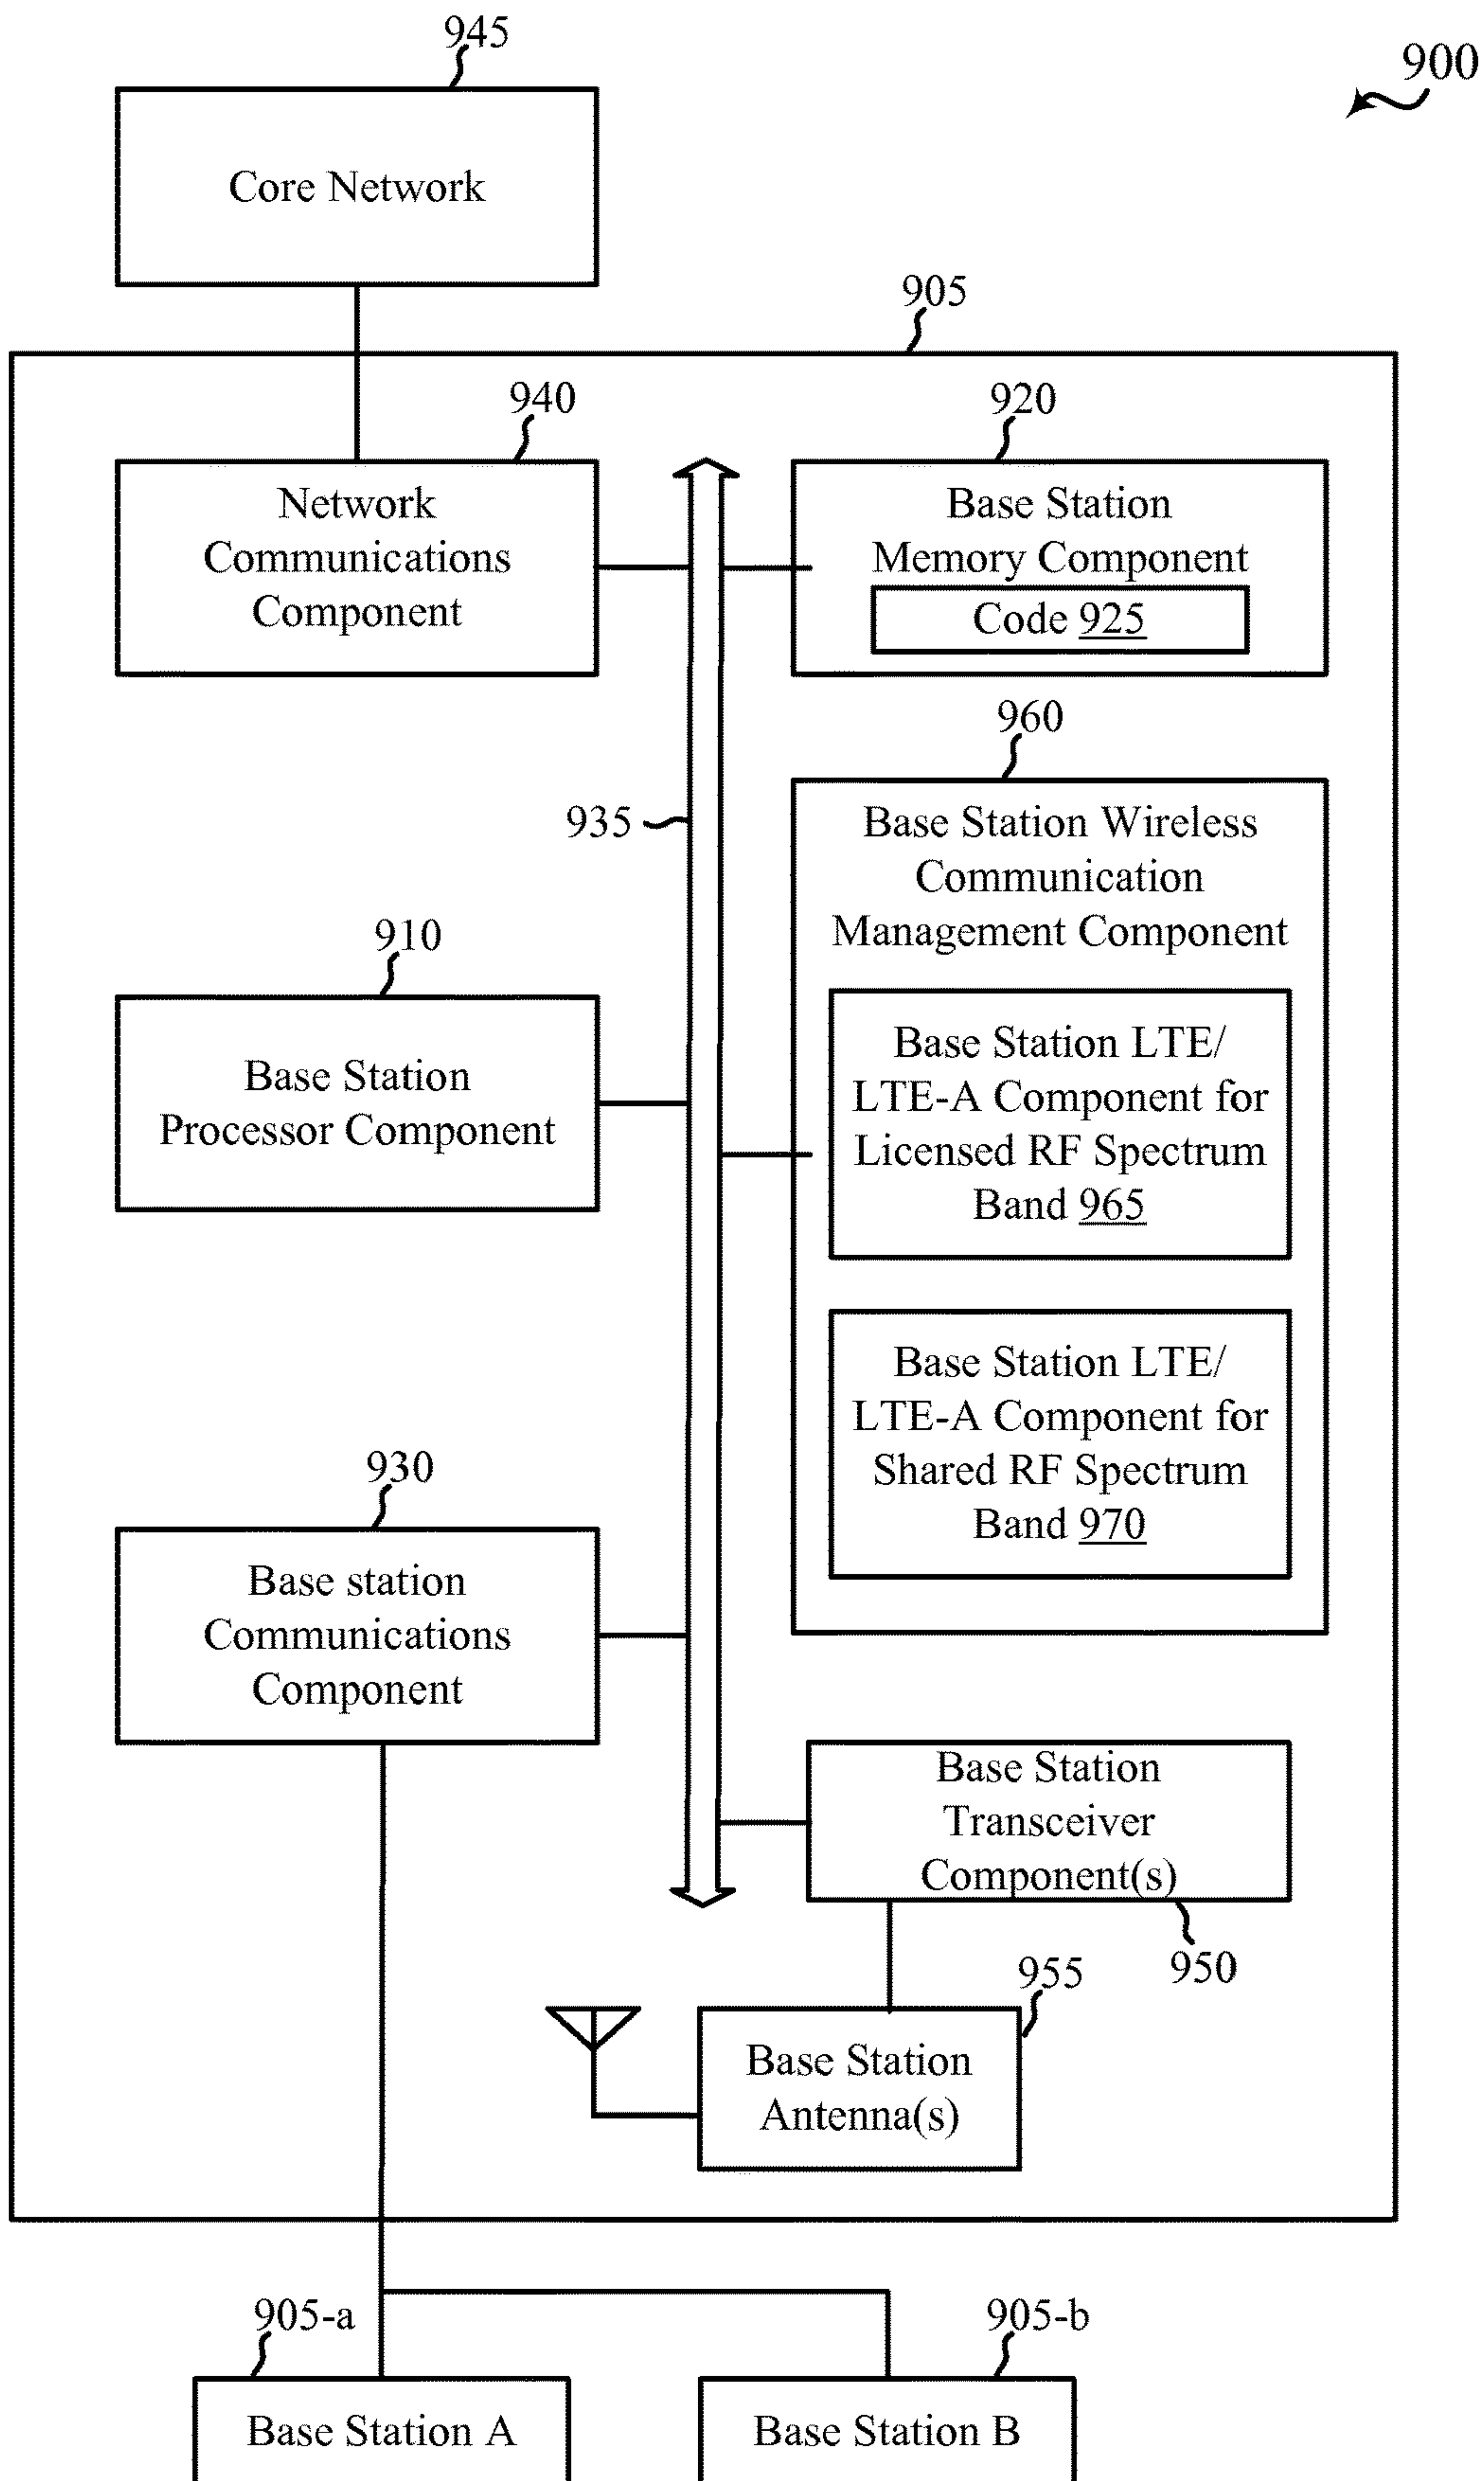 945
900
Core Network
905
940
920
Network
Communications
Component
Base Station
Memory Component
Code 925
960
935
Base Station Wireless
Communication
Management Component
910
Base Station
Processor Component
Base Station LTE/
LTE-A Component for
Licensed RF Spectrum
Band 965
Base Station LTE/
LTE-A Component for
Shared RF Spectrum
Band 970
930
Base station
Communications
Component
Base Station
Transceiver
Component(s)
950
955
Base Station
Antenna(s)
905-a
905-b
Base Station A
Base Station B